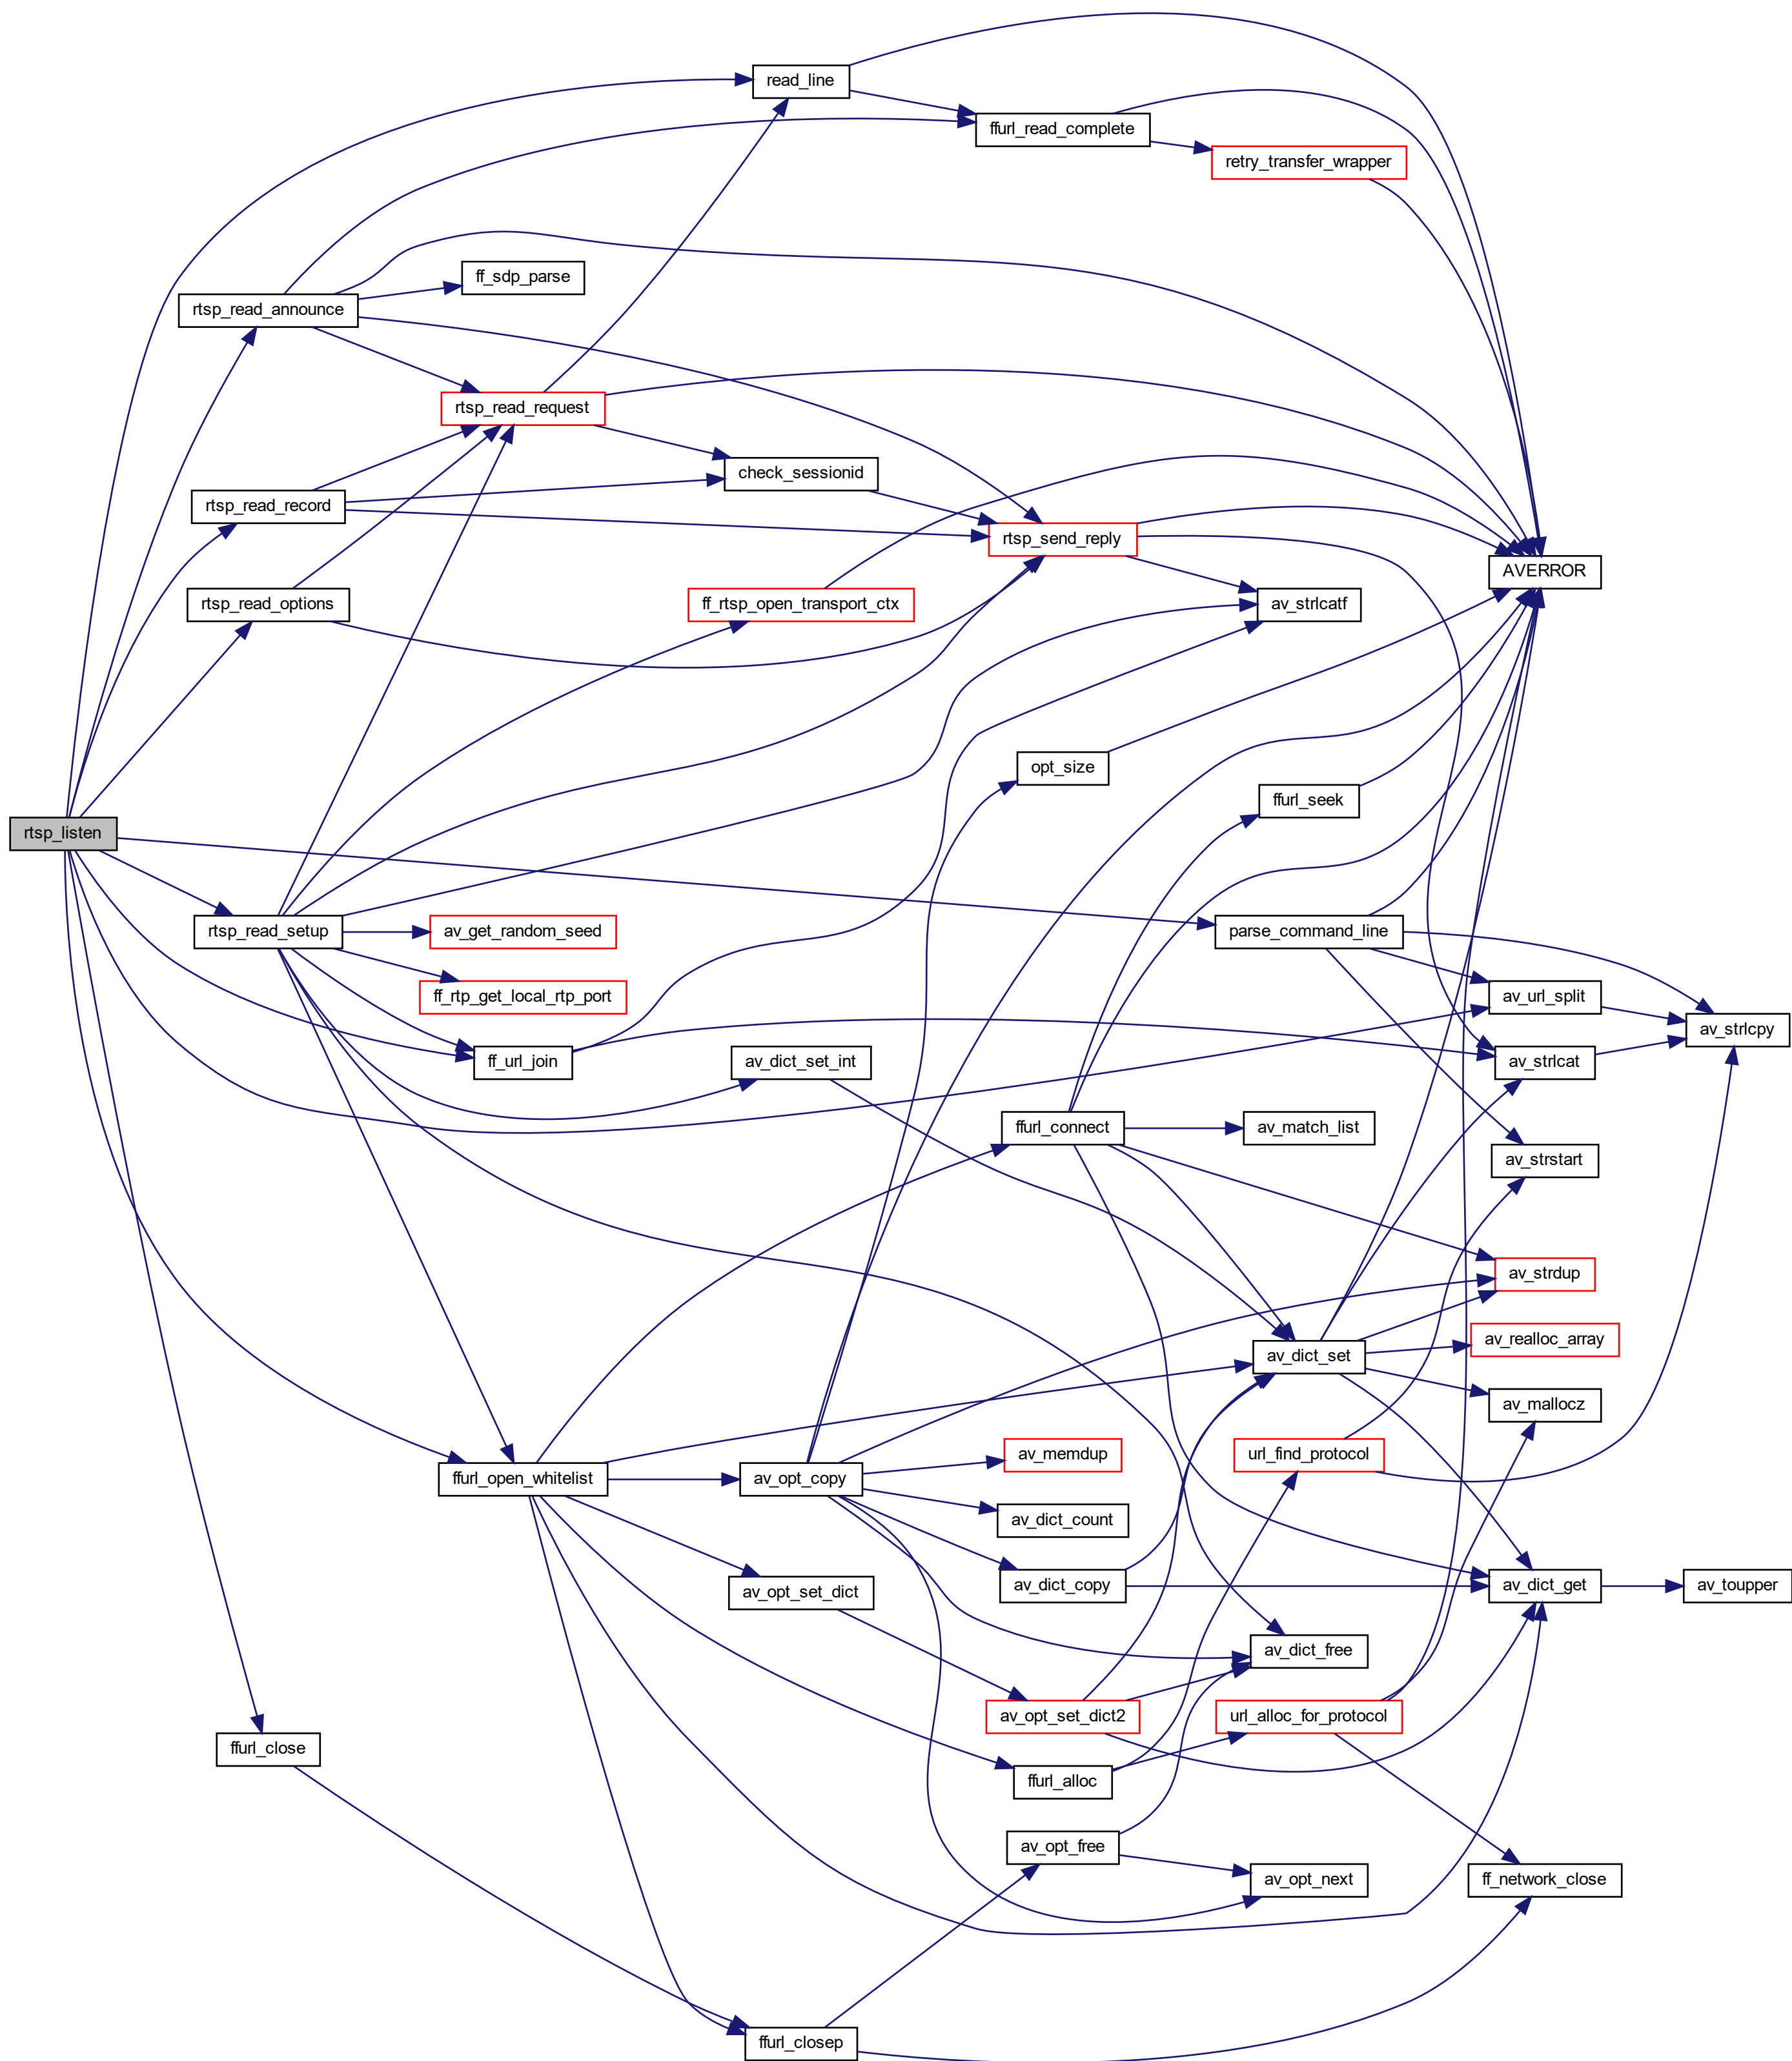 read_line
ffurl_read_complete
retry_transfer_wrapper
ff_sdp_parse
rtsp_read_announce
rtsp_read_request
check_sessionid
rtsp_read_record
rtsp_send_reply
AVERROR
rtsp_read_options
ff_rtsp_open_transport_ctx
av_strlcatf
opt_size
ffurl_seek
rtsp_listen
rtsp_read_setup
av_get_random_seed
parse_command_line
ff_rtp_get_local_rtp_port
av_url_split
av_strlcpy
ff_url_join
av_dict_set_int
av_strlcat
ffurl_connect
av_match_list
av_strstart
av_strdup
av_dict_set
av_realloc_array
av_mallocz
ffurl_open_whitelist
av_opt_copy
av_memdup
url_find_protocol
av_dict_count
av_opt_set_dict
av_dict_copy
av_dict_get
av_toupper
av_dict_free
av_opt_set_dict2
url_alloc_for_protocol
ffurl_close
ffurl_alloc
av_opt_free
av_opt_next
ff_network_close
ffurl_closep